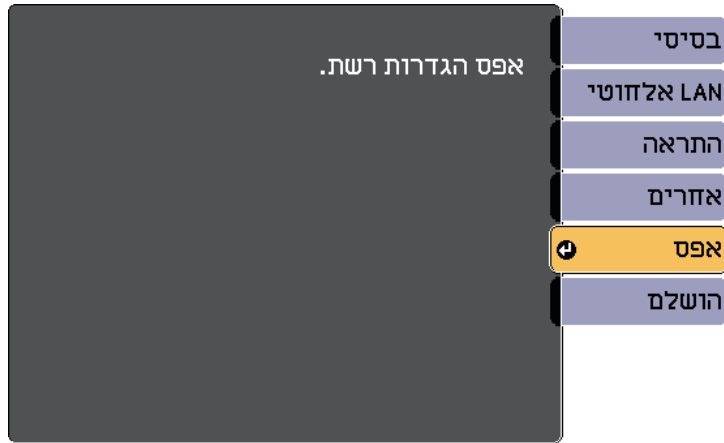 בסיסי
LAN אלחוטי
התראה
אחרים
אפס
הושלם
אפס הגדרות רשת.